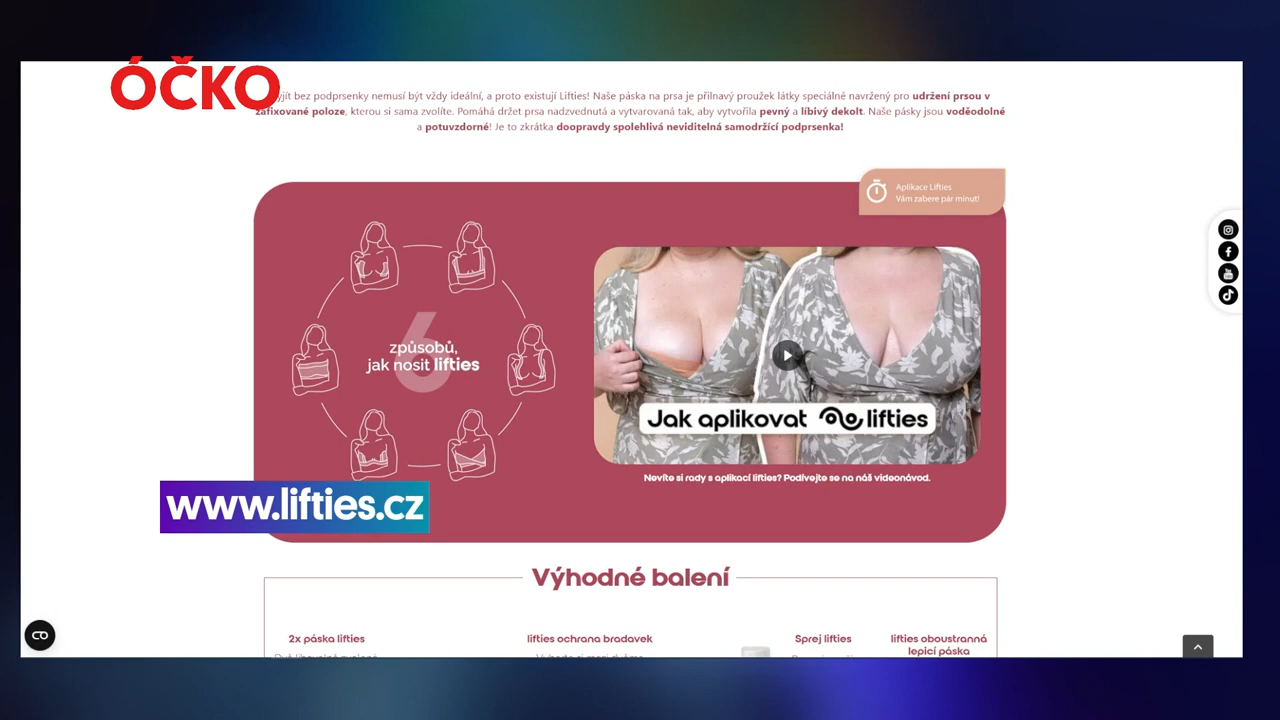 ÓČKO
jít bez podprsenky nemusí být vždy ideální, a proto existují Lifties! Naše páska na prsa je přilnavý proužek látky speciálně navržený pro udržení prsou v
zafixované poloze, kterou si sama zvolíte. Pomáhá držet prsa nadzvednutá a vytvarovaná tak, aby vytvořila pevný a líbivý dekolt. Naše pásky jsou voděodolné
a potuvzdorné! Je to zkrátka doopravdy spolehlivá neviditelná samodržící podprsenka!
Aplikace Lifties
Vám zabere pár minut!
6
způsobů,
jak nosit lifties
Jak aplikovat lifties
Nevíte si rady s aplikací lifties? Podívejte se na náš videonávod.
www.lifties.cz
Výhodné balení
2x páska lifties
lifties ochrana bradavek
Sprej lifties
lifties oboustranná
lepicí páska